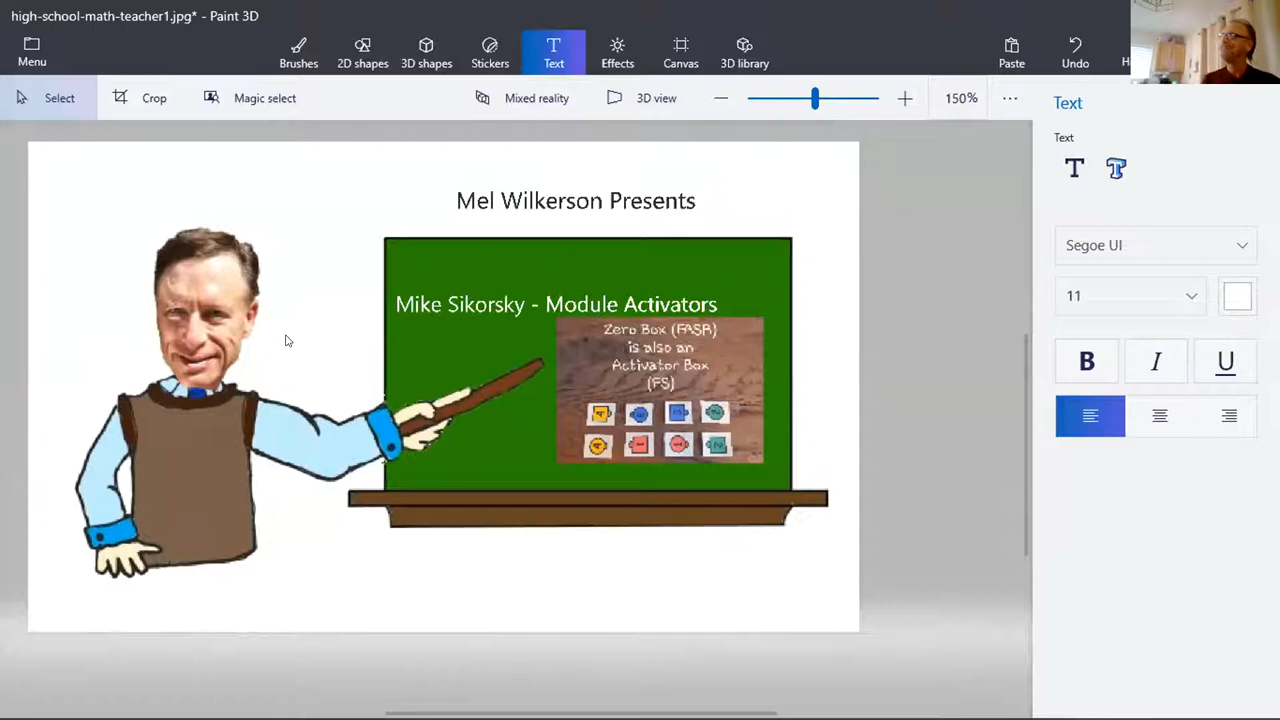 high-school-math-teacher1.jpg* - Paint 3D
Menu
Brushes
2D shapes
3D shapes
Stickers
Text
Effects
Canvas
3D library
Paste
Undo
Select
Crop
Magic select
Mixed reality
3D view
150%
Text
Text
Segoe UI
11
B I U
Mel Wilkerson Presents
Mike Sikorsky - Module Activators
Zero Box (FASR)
is also an
Activator Box
(FS)